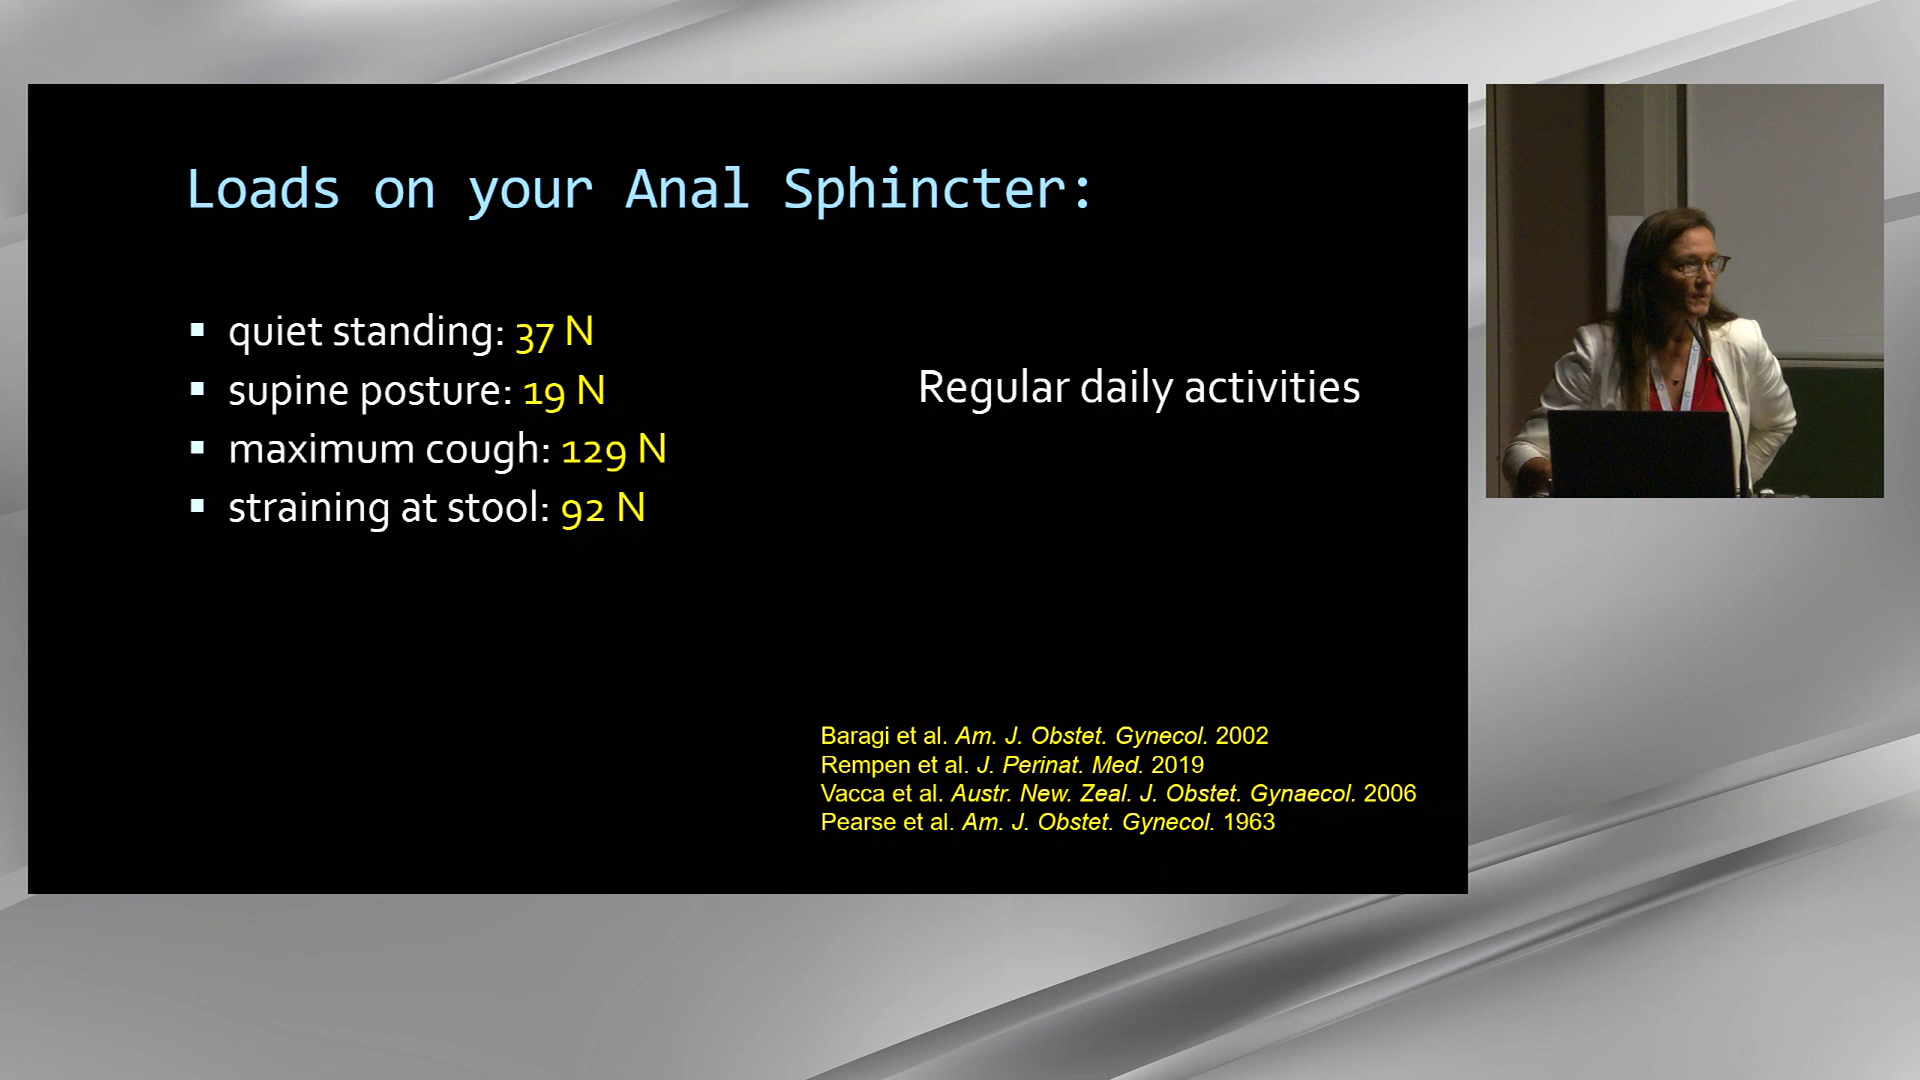 Loads on your Anal Sphincter:
▪ quiet standing: 37 N
▪ supine posture: 19 N
▪ maximum cough: 129 N
▪ straining at stool: 92 N
Regular daily activities
Baragi et al. Am. J. Obstet. Gynecol. 2002
Rempen et al. J. Perinat. Med. 2019
Vacca et al. Austr. New. Zeal. J. Obstet. Gynaecol. 2006
Pearse et al. Am. J. Obstet. Gynecol. 1963